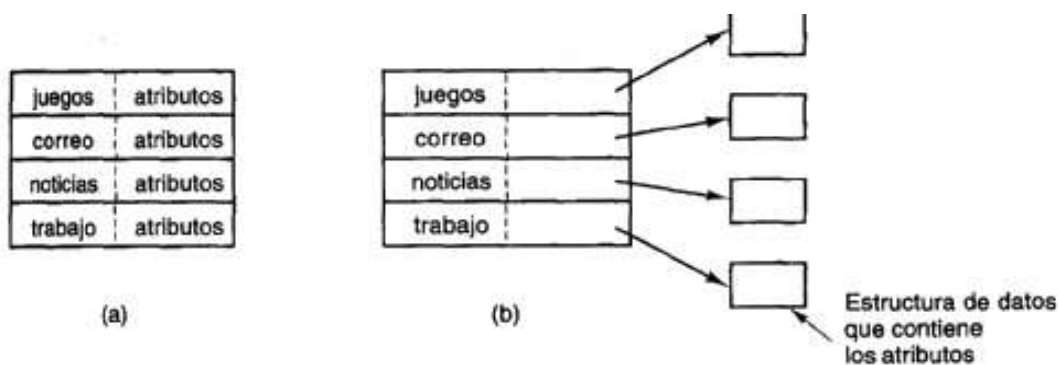 juegos atributos
correo atributos
noticias atributos
trabajo atributos
(a)
juegos
correo
noticias
trabajo
(b)
Estructura de datos
que contiene
los atributos